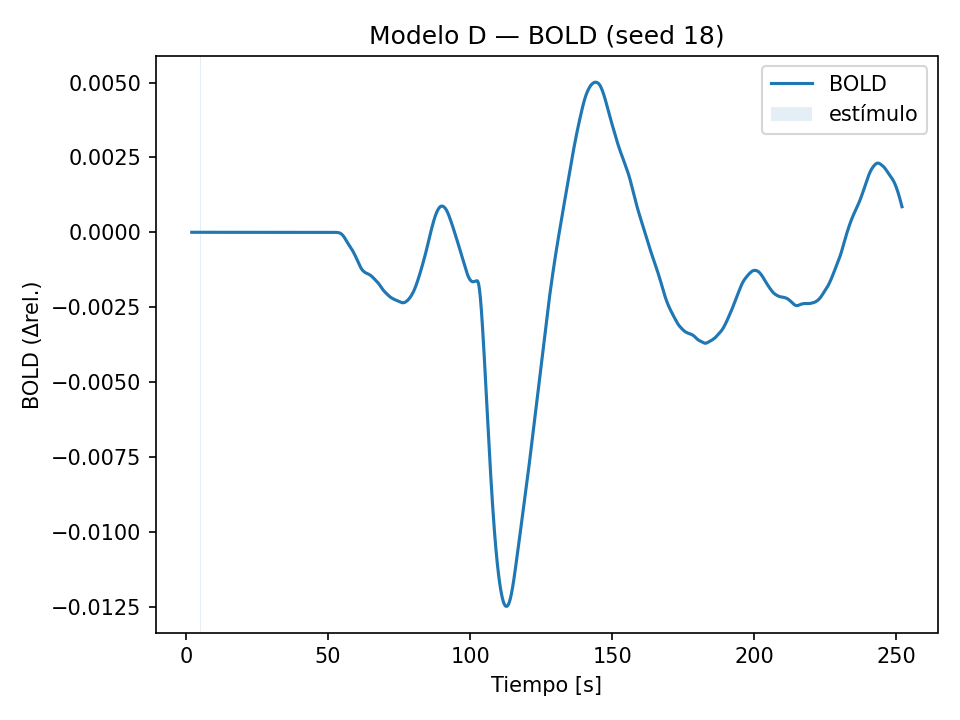 Modelo D — BOLD (seed 18)
BOLD
estímulo
0.0050
0.0025
0.0000
−0.0025
−0.0050
−0.0075
−0.0100
−0.0125
BOLD (Δrel.)
0 50 100 150 200 250
Tiempo [s]